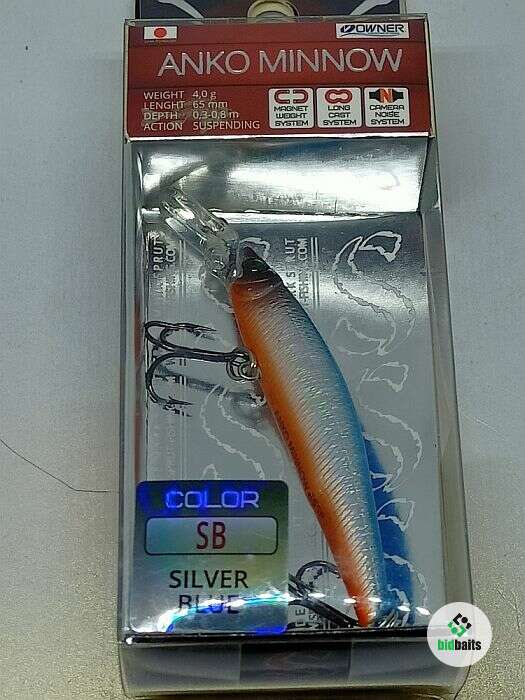 OWNER
ANKO MINNOW
WEIGHT 4,0 g
LENGHT 65 mm
DEPTH 0,3-0,8 m
ACTION SUSPENDING
MAGNET WEIGHT SYSTEM
LONG CAST SYSTEM
CAMERA NOISE SYSTEM
COLOR
SB
SILVER
BLUE
bidbaits